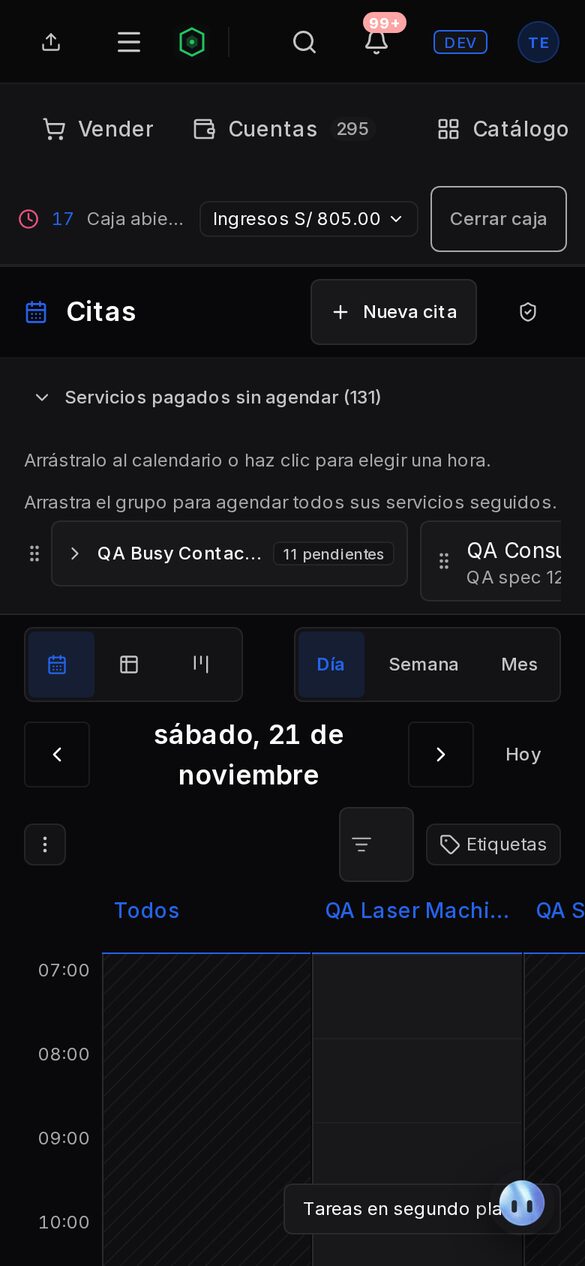 99+
DEV
TE
Vender
Cuentas 295
Catálogo
17 Caja abie...
Ingresos S/ 805.00
Cerrar caja
Citas
Nueva cita
Servicios pagados sin agendar (131)
Arrástralo al calendario o haz clic para elegir una hora.
Arrastra el grupo para agendar todos sus servicios seguidos.
QA Busy Contac...
11 pendientes
QA Consu
QA spec 12
Día
Semana
Mes
sábado, 21 de
noviembre
Hoy
Etiquetas
Todos
QA Laser Machi...
QA S
07:00
08:00
09:00
10:00
Tareas en segundo pla